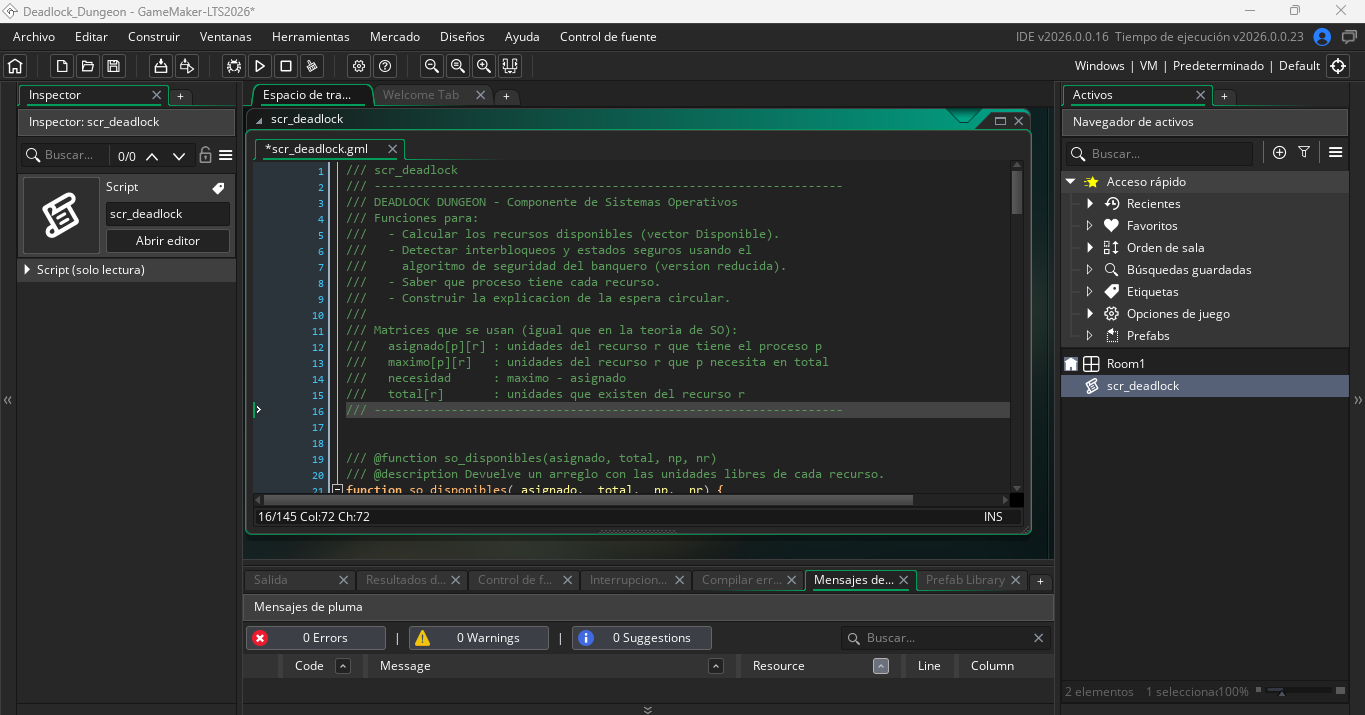 Deadlock_Dungeon - GameMaker-LTS2026*
Archivo Editar Construir Ventanas Herramientas Mercado Diseños Ayuda Control de fuente
IDE v2026.0.0.16 Tiempo de ejecución v2026.0.0.23
Windows | VM | Predeterminado | Default
Inspector
+
Inspector: scr_deadlock
Buscar...
0/0
Script
scr_deadlock
Abrir editor
Script (solo lectura)
Espacio de tra...
Welcome Tab
+
scr_deadlock
*scr_deadlock.gml
1 /// scr_deadlock
2 /// -------------------------------------------------------------------
3 /// DEADLOCK DUNGEON - Componente de Sistemas Operativos
4 /// Funciones para:
5 /// - Calcular los recursos disponibles (vector Disponible).
6 /// - Detectar interbloqueos y estados seguros usando el
7 /// algoritmo de seguridad del banquero (version reducida).
8 /// - Saber que proceso tiene cada recurso.
9 /// - Construir la explicacion de la espera circular.
10 ///
11 /// Matrices que se usan (igual que en la teoria de SO):
12 /// asignado[p][r] : unidades del recurso r que tiene el proceso p
13 /// maximo[p][r] : unidades del recurso r que p necesita en total
14 /// necesidad : maximo - asignado
15 /// total[r] : unidades que existen del recurso r
16 /// -------------------------------------------------------------------
17
18
19 /// @function so_disponibles(asignado, total, np, nr)
20 /// @description Devuelve un arreglo con las unidades libres de cada recurso.
21 function so_disponibles(_asignado, _total, _np, _nr) {
16/145 Col:72 Ch:72
INS
Salida
Resultados d...
Control de f...
Interrupcion...
Compilar err...
Mensajes de...
Prefab Library
+
Mensajes de pluma
0 Errors | 0 Warnings | 0 Suggestions
Buscar...
Code Message Resource Line Column
Activos
+
Navegador de activos
Buscar...
Acceso rápido
Recientes
Favoritos
Orden de sala
Búsquedas guardadas
Etiquetas
Opciones de juego
Prefabs
Room1
scr_deadlock
2 elementos 1 selecciona 100%